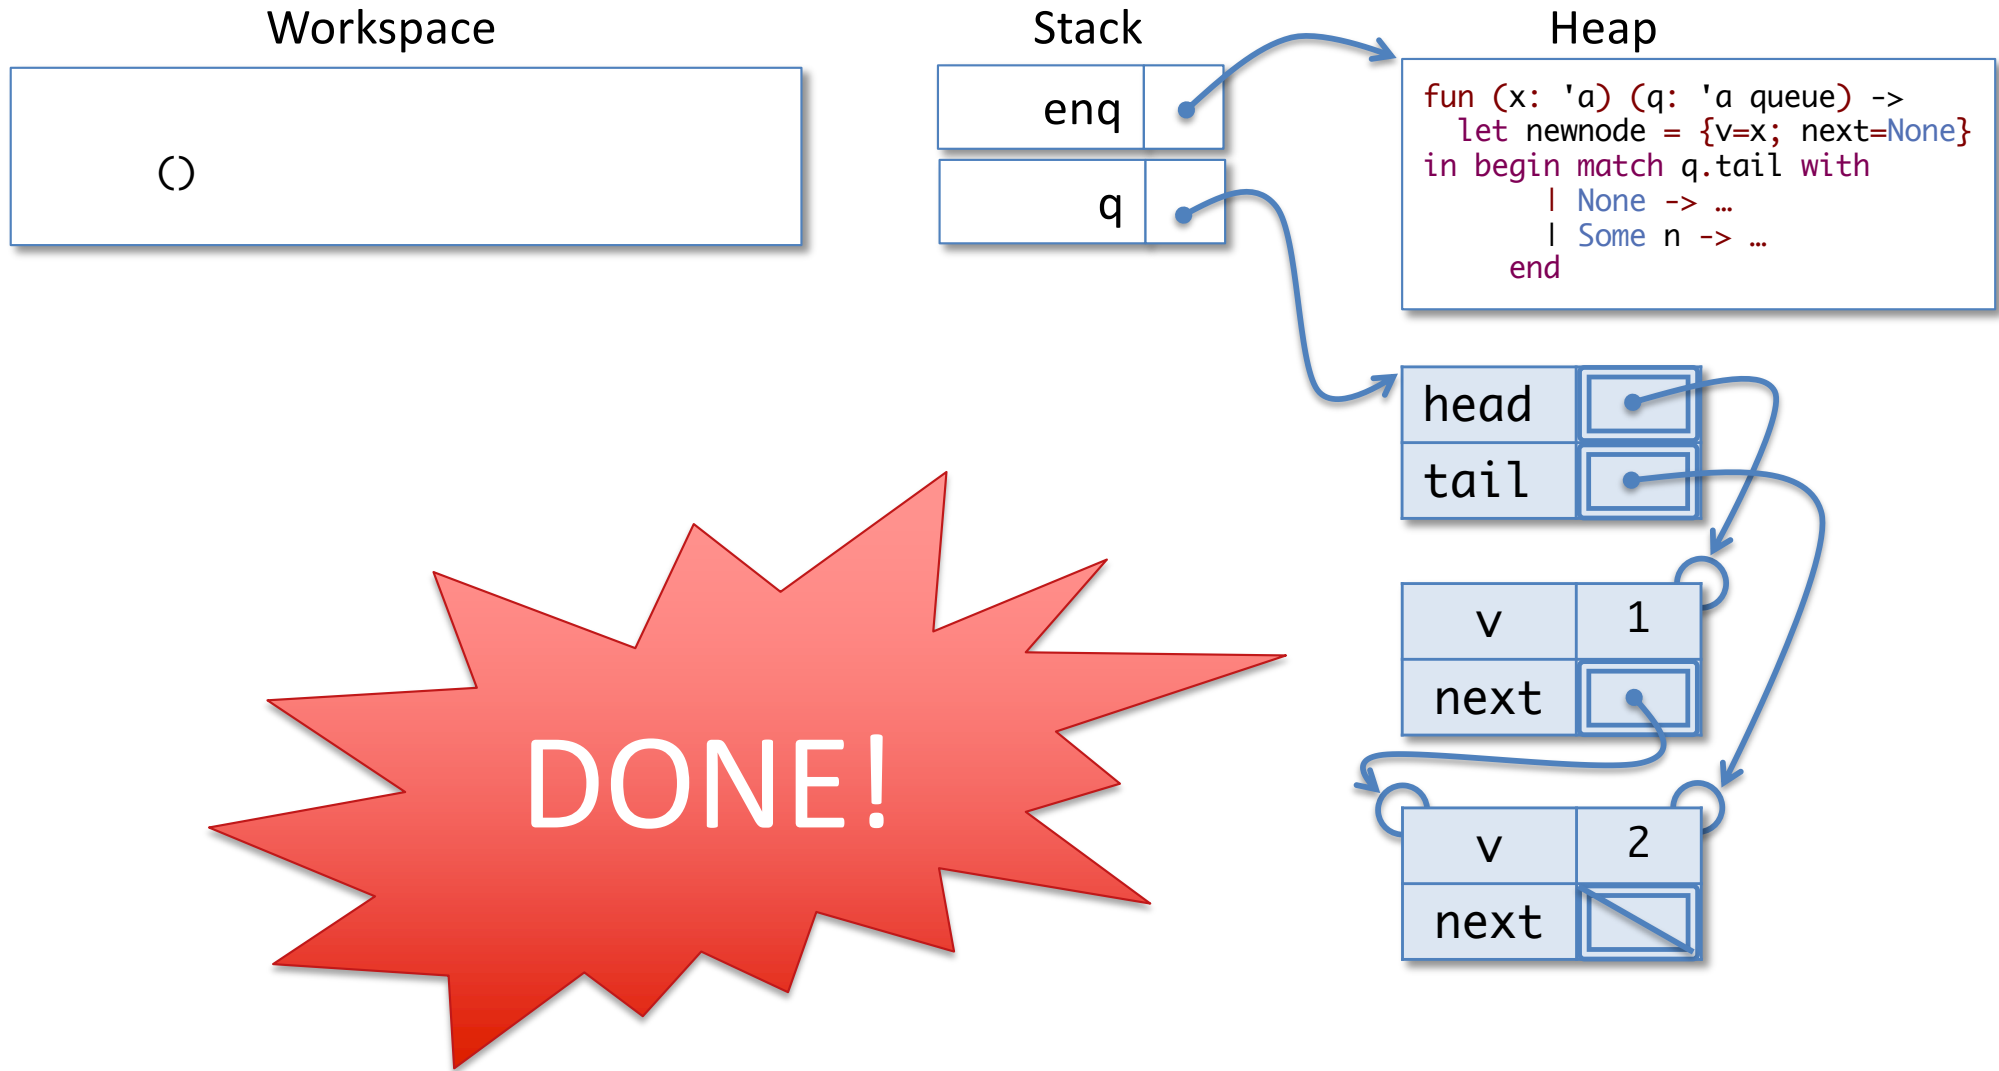 Workspace
Stack
Heap
()
enq
q
fun (x: 'a) (q: 'a queue) ->
let newnode = {v=x; next=None}
in begin match q.tail with
| None -> …
| Some n -> …
end
head
tail
v 1
next
v 2
next
DONE!